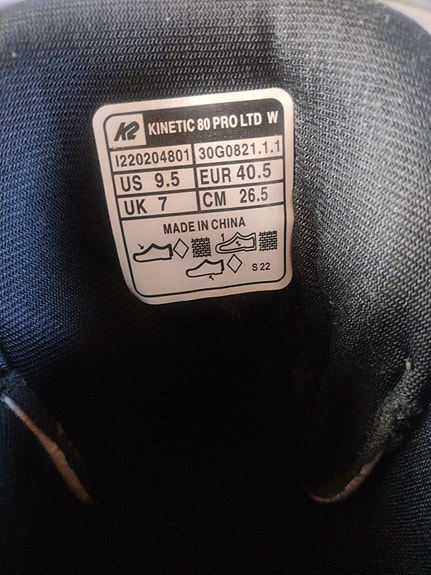 K2 KINETIC 80 PRO LTD W
I220204801 30G0821.1.1
US 9.5 EUR 40.5
UK 7 CM 26.5
MADE IN CHINA
S 22